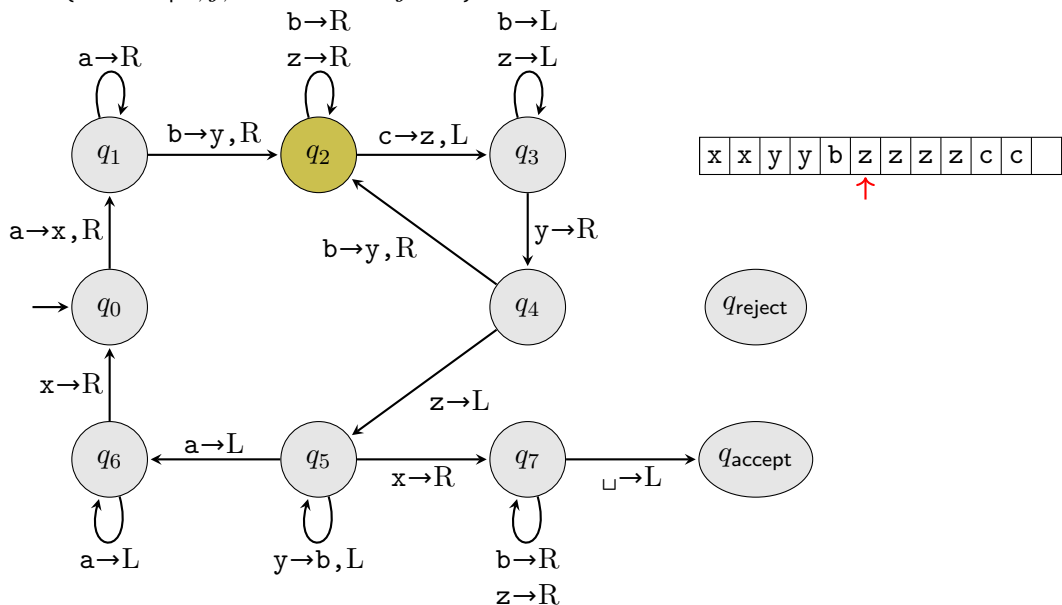 b→R b→L
a→R z→R z→L
q1 b→y,R q2 c→z,L q3 x x y y b z z z z c c
a→x,R b→y,R y→R
q0 q4 qreject
x→R z→L
q6 a→L q5 x→R q7 ␣→L qaccept
a→L y→b,L b→R
z→R